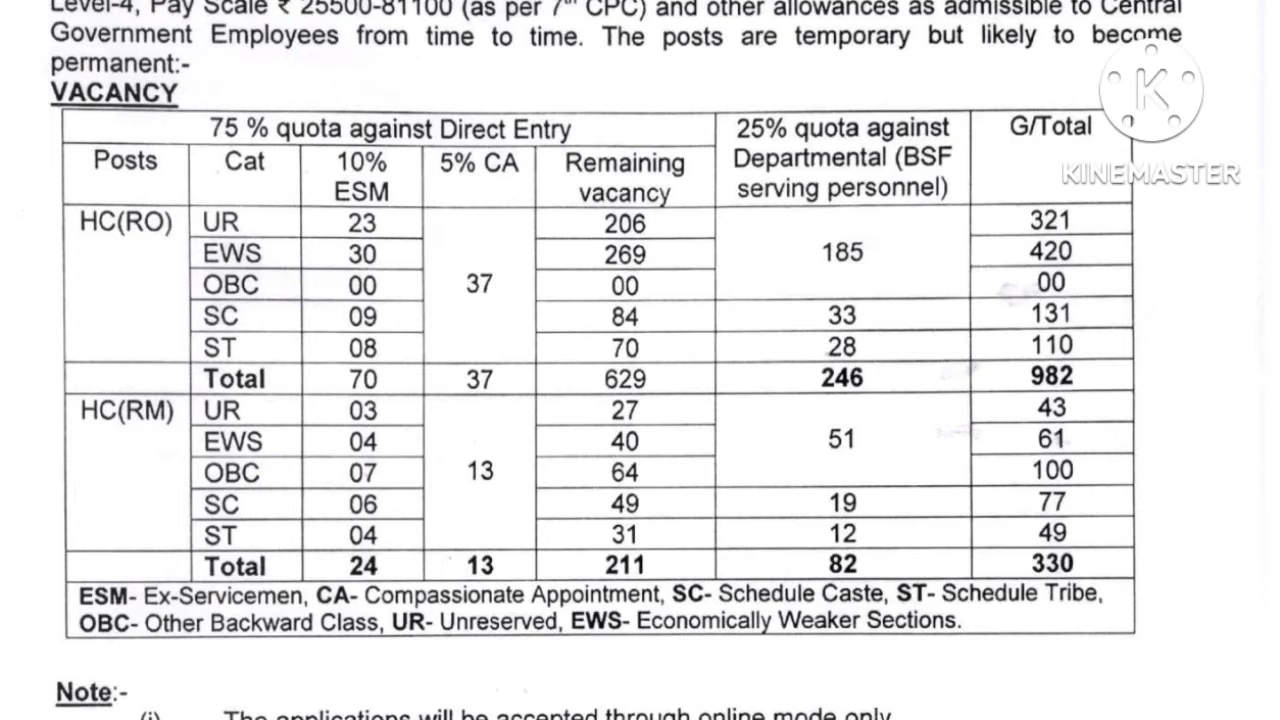 Level-4, Pay Scale ₹ 25500-81100 (as per 7th CPC) and other allowances as admissible to Central
Government Employees from time to time. The posts are temporary but likely to become
permanent:-
VACANCY
75 % quota against Direct Entry 25% quota against Departmental (BSF serving personnel) G/Total
Posts Cat 10% ESM 5% CA Remaining vacancy
HC(RO) UR 23 37 206 185 321
EWS 30 269 420
OBC 00 00 00
SC 09 84 33 131
ST 08 70 28 110
Total 70 37 629 246 982
HC(RM) UR 03 13 27 51 43
EWS 04 40 61
OBC 07 64 100
SC 06 49 19 77
ST 04 31 12 49
Total 24 13 211 82 330
ESM- Ex-Servicemen, CA- Compassionate Appointment, SC- Schedule Caste, ST- Schedule Tribe,
OBC- Other Backward Class, UR- Unreserved, EWS- Economically Weaker Sections.
Note:-
(i) The applications will be accepted through online mode only
K
KINEMASTER